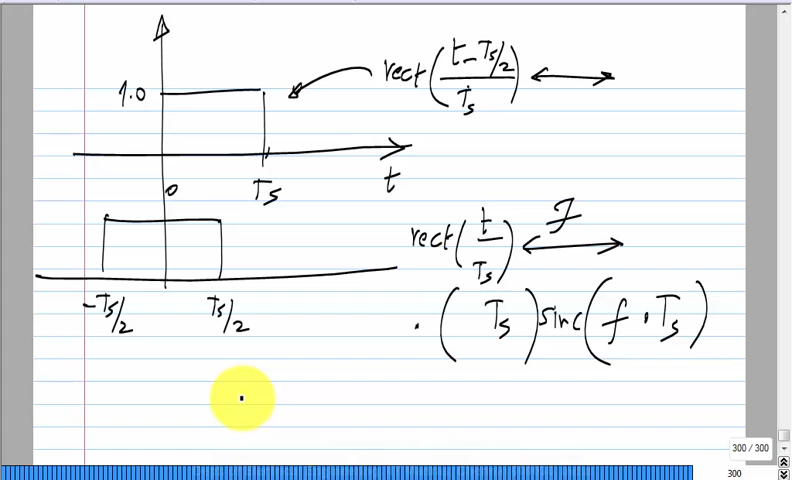 1.0
rect((t-Ts/2)/Ts) ↔
0
Ts
t
rect(t/Ts) ↔ F
-Ts/2
Ts/2
· (Ts) sinc(f · Ts)
300 / 300
300